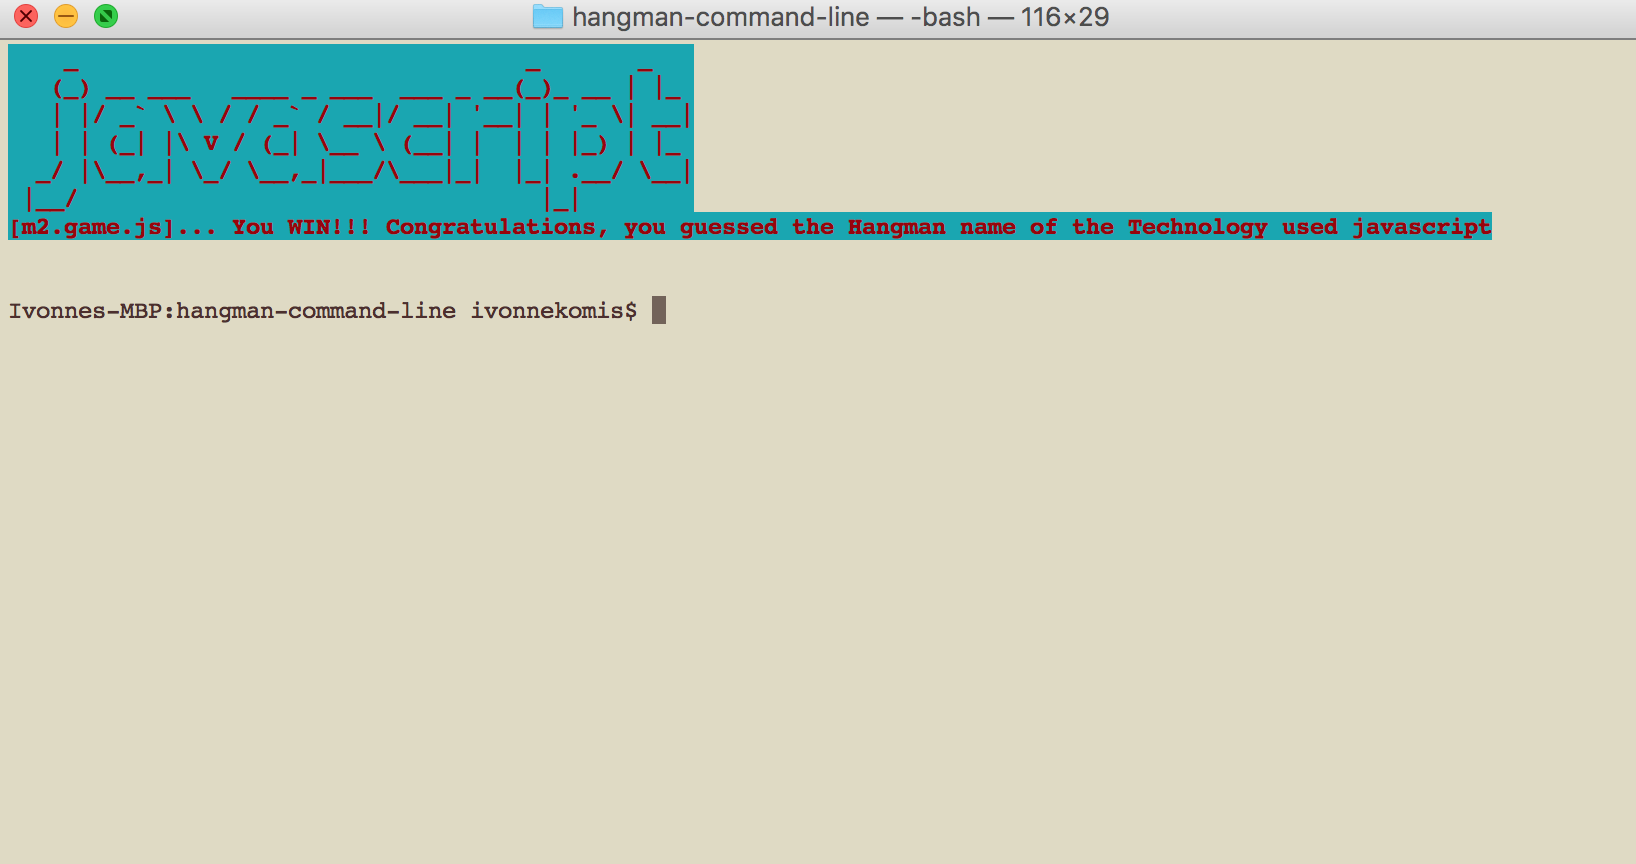 hangman-command-line — -bash — 116×29
javascript
[m2.game.js]... You WIN!!! Congratulations, you guessed the Hangman name of the Technology used javascript
Ivonnes-MBP:hangman-command-line ivonnekomis$